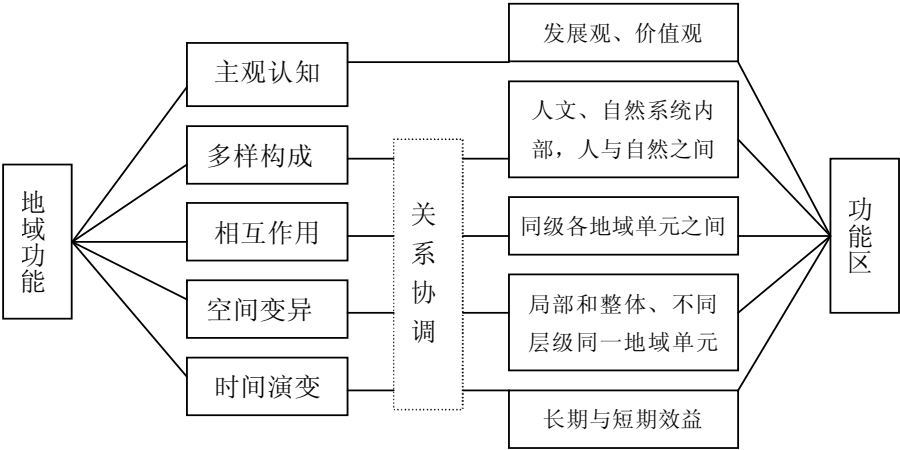 地域功能
主观认知
多样构成
相互作用
空间变异
时间演变
关系协调
发展观、价值观
人文、自然系统内
部，人与自然之间
同级各地域单元之间
局部和整体、不同
层级同一地域单元
长期与短期效益
功能区